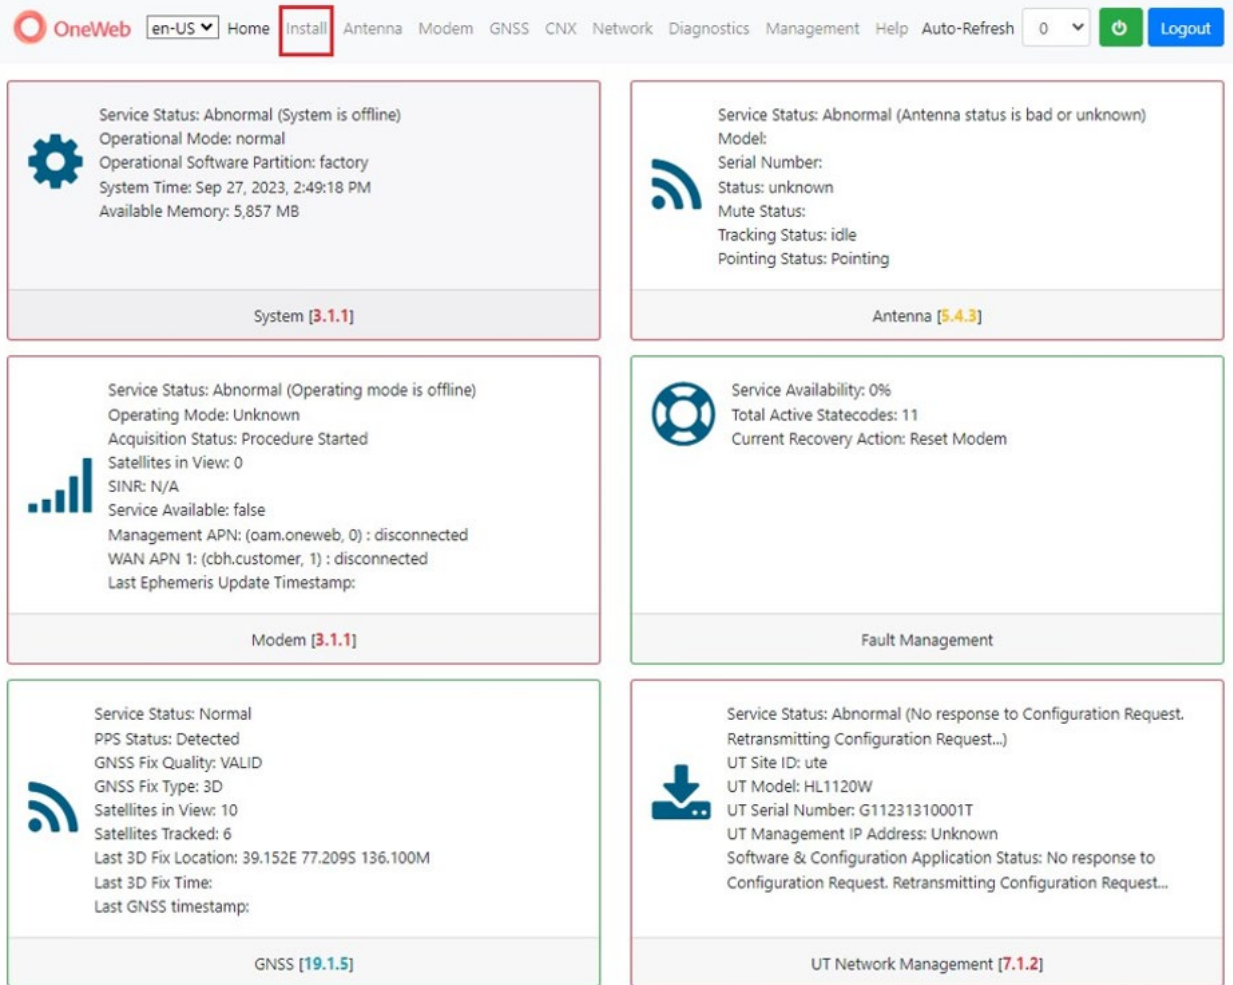 OneWeb en-US Home Install Antenna Modem GNSS CNX Network Diagnostics Management Help Auto-Refresh 0 Logout
Service Status: Abnormal (System is offline)
Operational Mode: normal
Operational Software Partition: factory
System Time: Sep 27, 2023, 2:49:18 PM
Available Memory: 5,857 MB
System [3.1.1]
Service Status: Abnormal (Antenna status is bad or unknown)
Model:
Serial Number:
Status: unknown
Mute Status:
Tracking Status: idle
Pointing Status: Pointing
Antenna [5.4.3]
Service Status: Abnormal (Operating mode is offline)
Operating Mode: Unknown
Acquisition Status: Procedure Started
Satellites in View: 0
SINR: N/A
Service Available: false
Management APN: (oam.oneweb, 0) : disconnected
WAN APN 1: (cbh.customer, 1) : disconnected
Last Ephemeris Update Timestamp:
Modem [3.1.1]
Service Availability: 0%
Total Active Statecodes: 11
Current Recovery Action: Reset Modem
Fault Management
Service Status: Normal
PPS Status: Detected
GNSS Fix Quality: VALID
GNSS Fix Type: 3D
Satellites in View: 10
Satellites Tracked: 6
Last 3D Fix Location: 39.152E 77.209S 136.100M
Last 3D Fix Time:
Last GNSS timestamp:
GNSS [19.1.5]
Service Status: Abnormal (No response to Configuration Request.
Retransmitting Configuration Request...)
UT Site ID: ute
UT Model: HL1120W
UT Serial Number: G11231310001T
UT Management IP Address: Unknown
Software & Configuration Application Status: No response to
Configuration Request. Retransmitting Configuration Request...
UT Network Management [7.1.2]